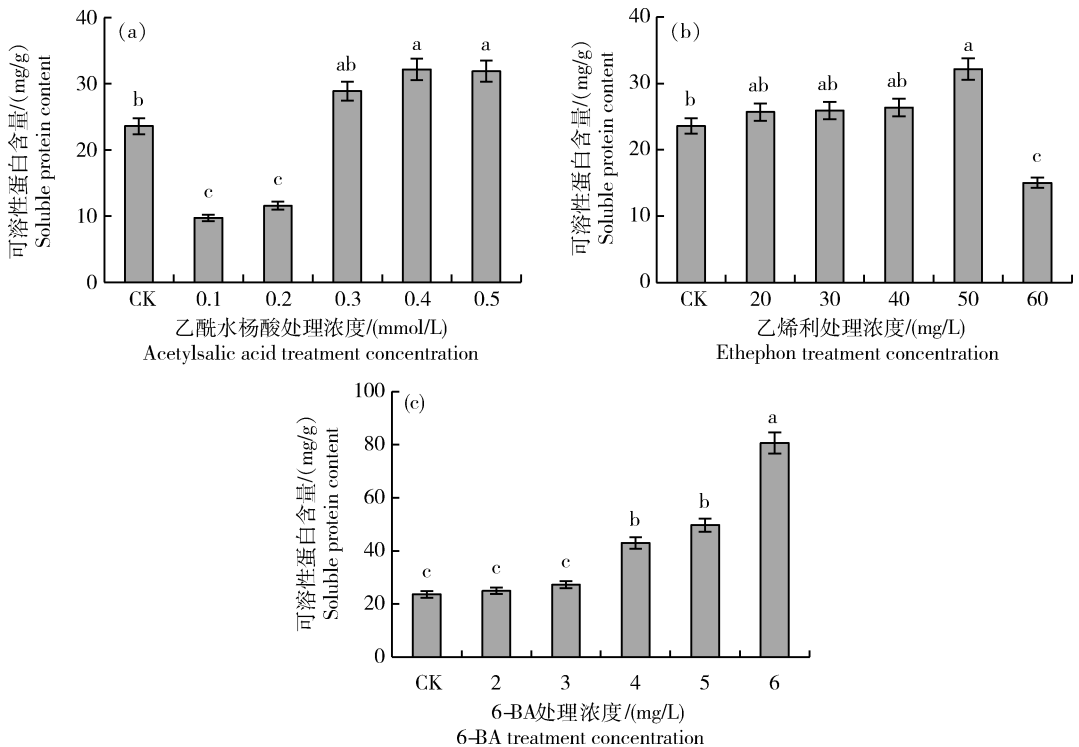 (a)
可溶性蛋白含量/(mg/g)
Soluble protein content
40
30
20
10
0
b
c
c
ab
a
a
CK 0.1 0.2 0.3 0.4 0.5
乙酰水杨酸处理浓度/(mmol/L)
Acetylsalic acid treatment concentration
(b)
可溶性蛋白含量/(mg/g)
Soluble protein content
40
30
20
10
0
b
ab
ab
ab
a
c
CK 20 30 40 50 60
乙烯利处理浓度/(mg/L)
Ethephon treatment concentration
(c)
可溶性蛋白含量/(mg/g)
Soluble protein content
100
80
60
40
20
0
c
c
c
b
b
a
CK 2 3 4 5 6
6-BA处理浓度/(mg/L)
6-BA treatment concentration